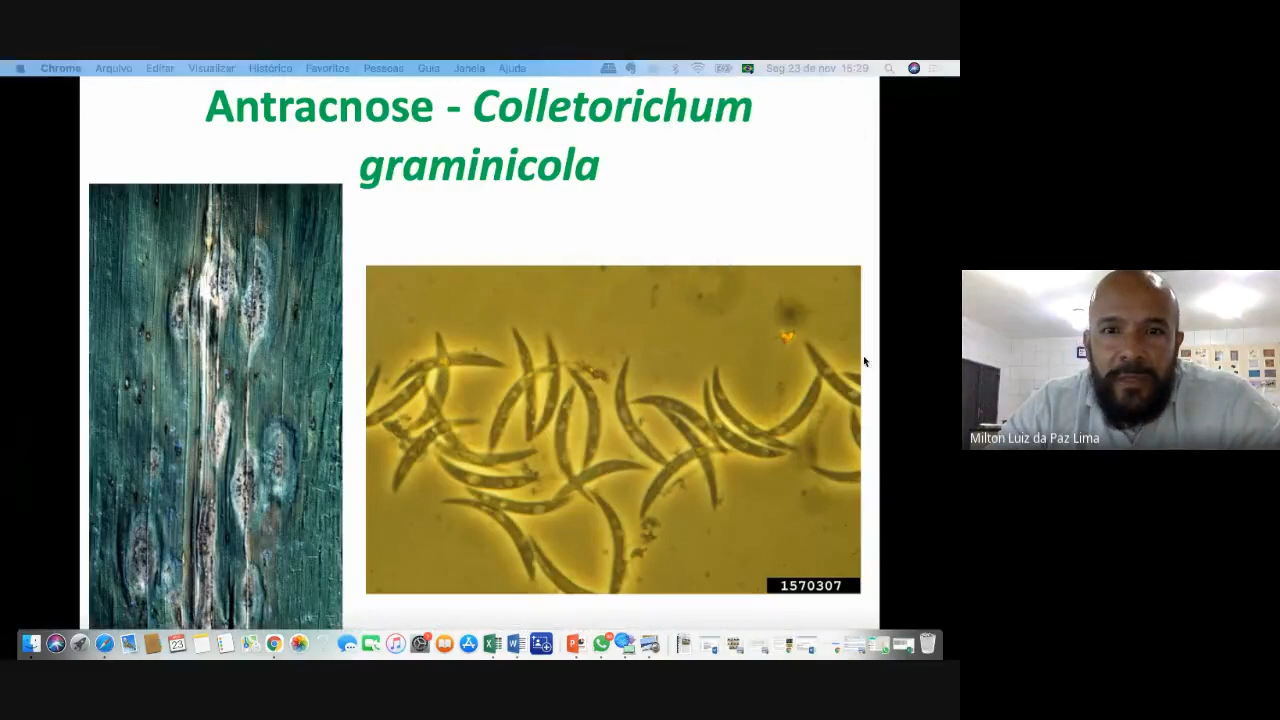 Chrome Arquivo Editar Visualizar Histórico Favoritos Pessoas Guia Janela Ajuda Seg 23 de nov 15:29
Antracnose - Colletorichum
graminicola
Milton Luiz da Paz Lima
1570307
23